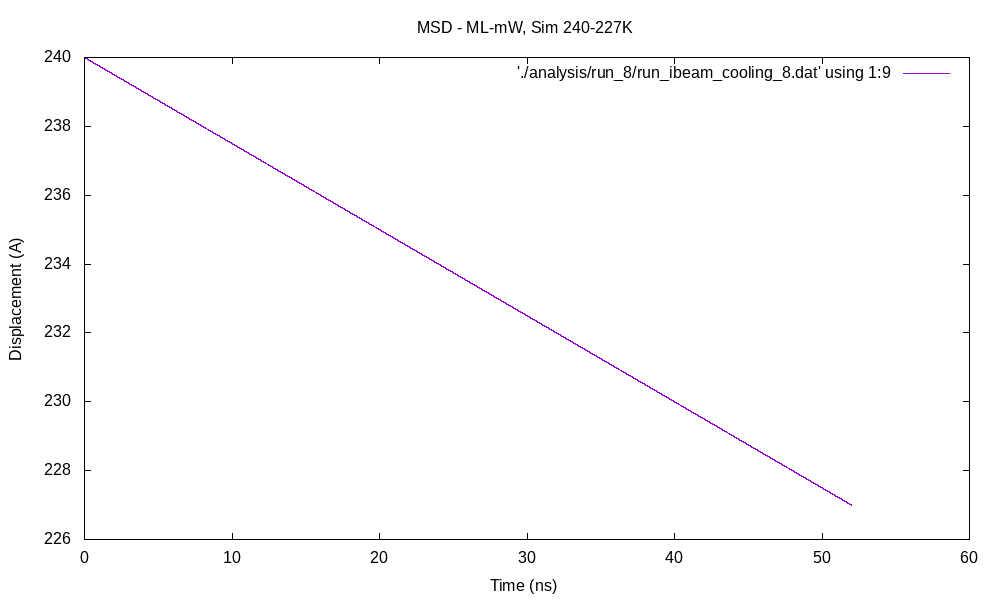 MSD - ML-mW, Sim 240-227K
'./analysis/run_8/run_ibeam_cooling_8.dat' using 1:9
240
238
236
234
232
230
228
226
Displacement (A)
0 10 20 30 40 50 60
Time (ns)